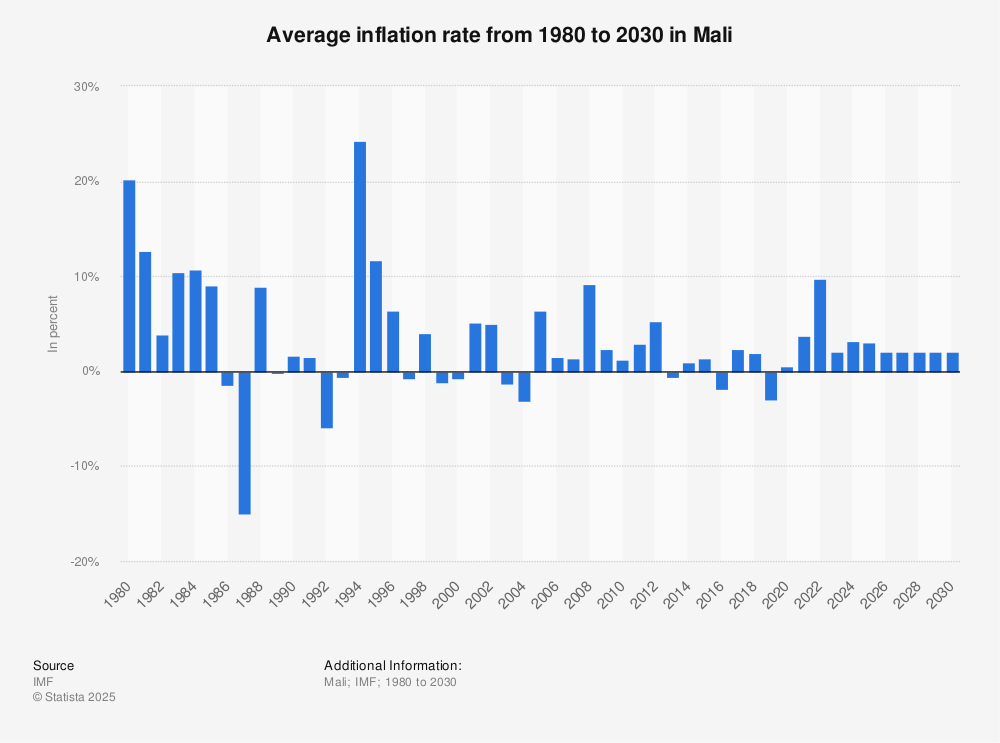 Average inflation rate from 1980 to 2030 in Mali
In percent
30%
20%
10%
0%
-10%
-20%
1980 1982 1984 1986 1988 1990 1992 1994 1996 1998 2000 2002 2004 2006 2008 2010 2012 2014 2016 2018 2020 2022 2024 2026 2028 2030
Source
IMF
© Statista 2025
Additional Information:
Mali; IMF; 1980 to 2030